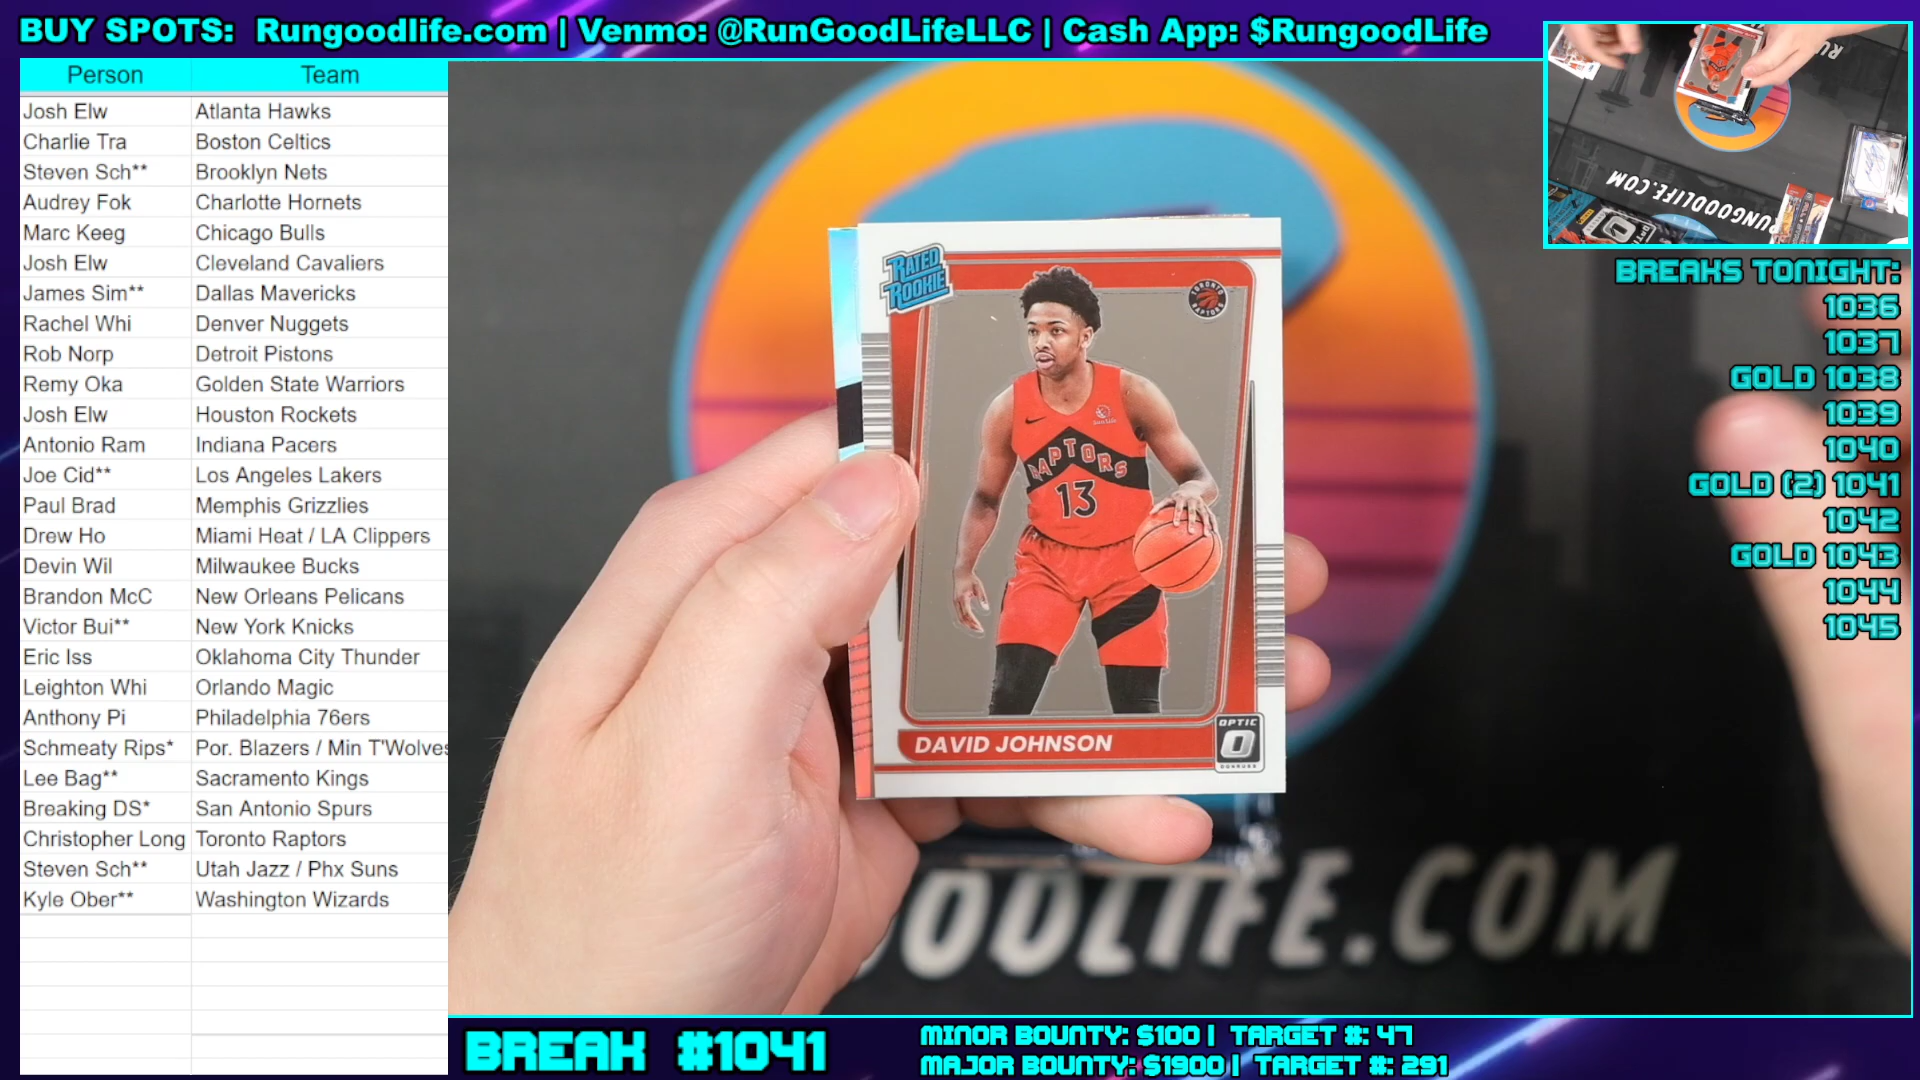 BUY SPOTS: Rungoodlife.com | Venmo: @RunGoodLifeLLC | Cash App: $RungoodLife
Person Team
Josh Elw Atlanta Hawks
Charlie Tra Boston Celtics
Steven Sch** Brooklyn Nets
Audrey Fok Charlotte Hornets
Marc Keeg Chicago Bulls
Josh Elw Cleveland Cavaliers
James Sim** Dallas Mavericks
Rachel Whi Denver Nuggets
Rob Norp Detroit Pistons
Remy Oka Golden State Warriors
Josh Elw Houston Rockets
Antonio Ram Indiana Pacers
Joe Cid** Los Angeles Lakers
Paul Brad Memphis Grizzlies
Drew Ho Miami Heat / LA Clippers
Devin Wil Milwaukee Bucks
Brandon McC New Orleans Pelicans
Victor Bui** New York Knicks
Eric Iss Oklahoma City Thunder
Leighton Whi Orlando Magic
Anthony Pi Philadelphia 76ers
Schmeaty Rips* Por. Blazers / Min T'Wolves
Lee Bag** Sacramento Kings
Breaking DS* San Antonio Spurs
Christopher Long Toronto Raptors
Steven Sch** Utah Jazz / Phx Suns
Kyle Ober** Washington Wizards
RATED
ROOKIE
TORONTO
RAPTORS
RAPTORS
13
DAVID JOHNSON
OPTIC
DONRUSS
OODLIFE.COM
RUNGOODLIFE.COM
BREAKS TONIGHT:
1036
1037
GOLD 1038
1039
1040
GOLD (2) 1041
1042
GOLD 1043
1044
1045
BREAK #1041
MINOR BOUNTY: $100 | TARGET #: 47
MAJOR BOUNTY: $1900 | TARGET #: 291